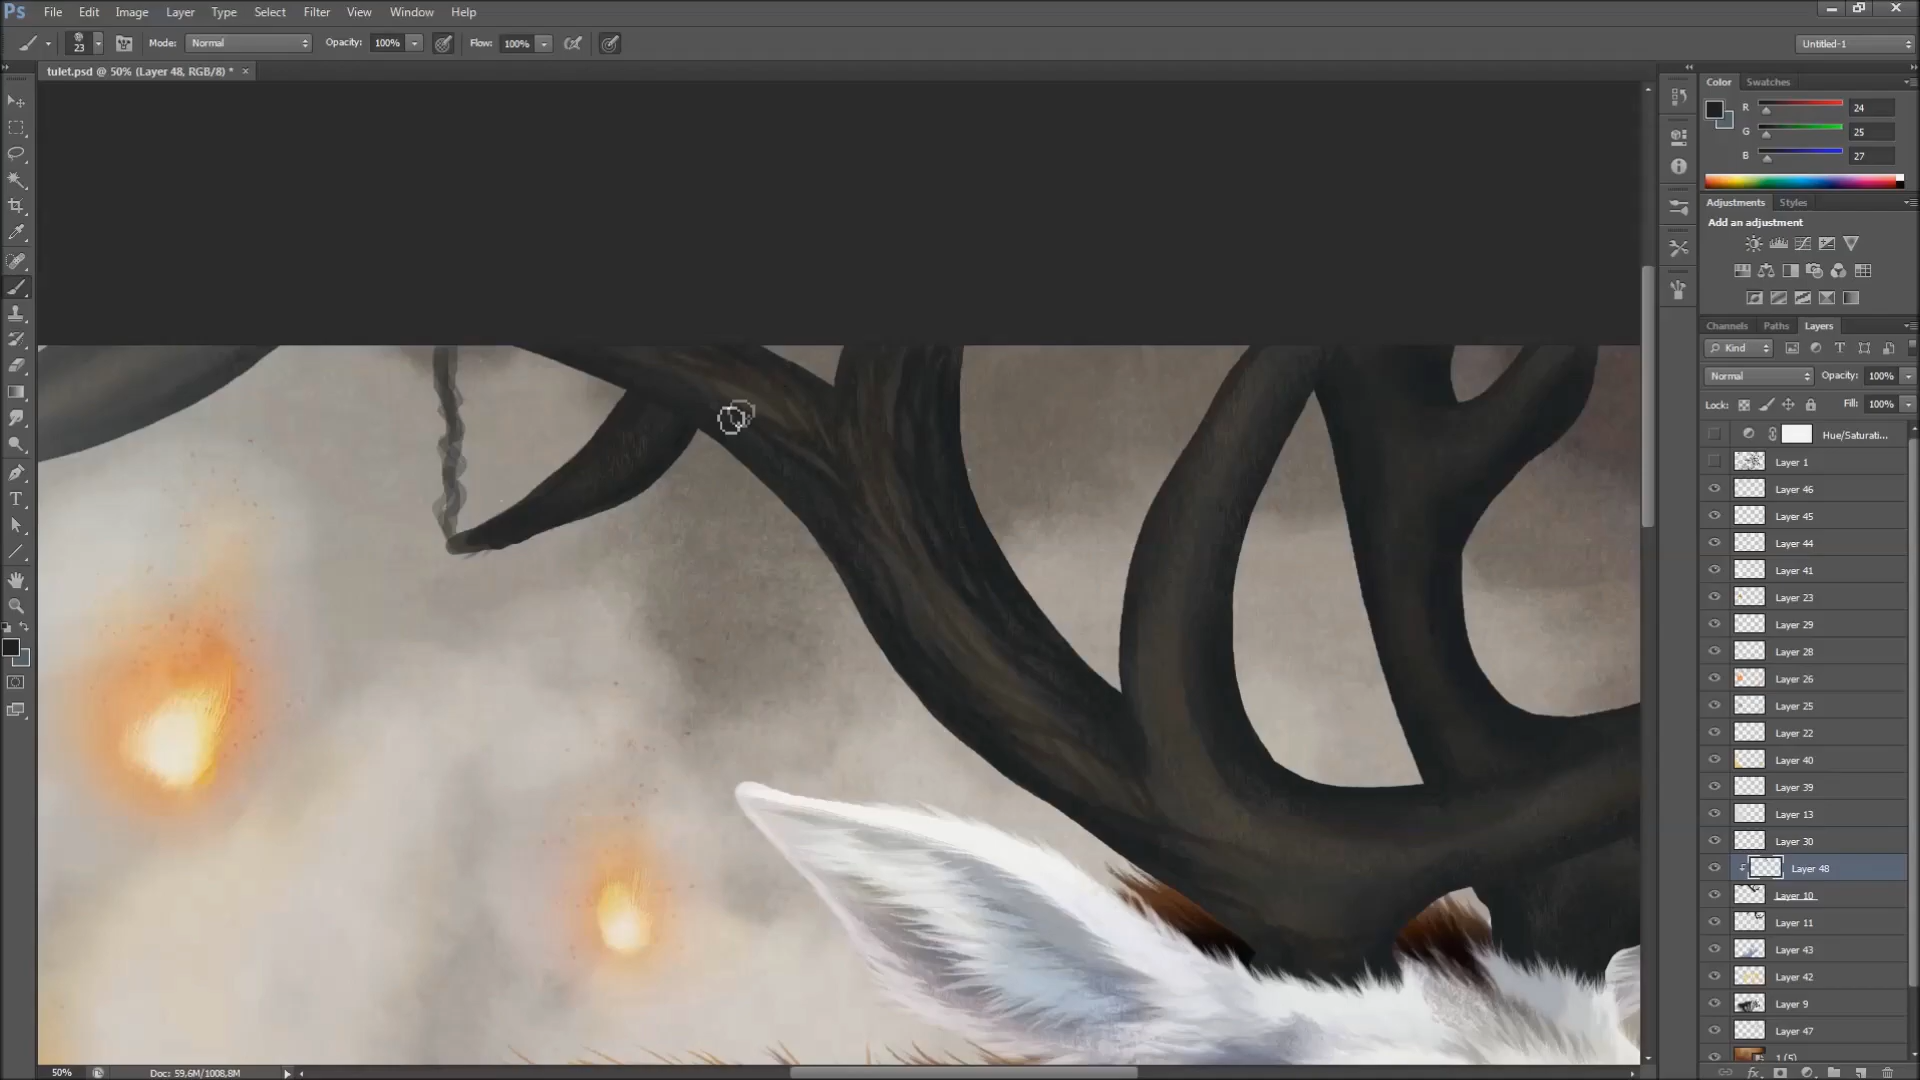 Ps File Edit Image Layer Type Select Filter View Window Help
23 Mode: Normal Opacity: 100% Flow: 100% Untitled-1
tulet.psd @ 50% (Layer 48, RGB/8) * ×
Color Swatches
R 24
G 25
B 27
Adjustments Styles
Add an adjustment
Channels Paths Layers
Kind
Normal Opacity: 100%
Lock: Fill: 100%
Hue/Saturati...
Layer 1
Layer 46
Layer 45
Layer 44
Layer 41
Layer 23
Layer 29
Layer 28
Layer 26
Layer 25
Layer 22
Layer 40
Layer 39
Layer 13
Layer 30
Layer 48
Layer 10
Layer 11
Layer 43
Layer 42
Layer 9
Layer 47
1 (5)
50% Doc: 59,6M/1008,8M